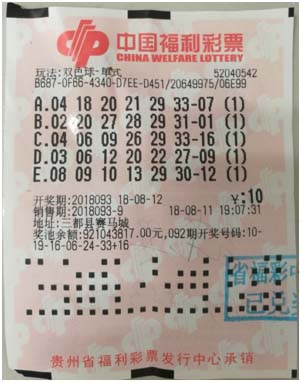 中国福利彩票
CHINA WELFARE LOTTERY
玩法:双色球-单式 52040542
B687-0F66-4340-D7EE-D451/20649975/06E99
A.04 18 20 21 29 33-07 (1)
B.02 20 27 28 29 31-01 (1)
C.04 06 09 26 29 33-16 (1)
D.03 06 12 20 22 27-09 (1)
E.08 09 10 13 29 30-12 (1)
开奖期:2018093 18-08-12 ¥:10
销售期:2018093-9 18-08-11 19:07:31
地址:三都县赛马城
奖池余额:921043817.00元,092期开奖号码:10-
19-16-06-24-33+16
省福彩中
已兑
贵州省福利彩票发行中心承销